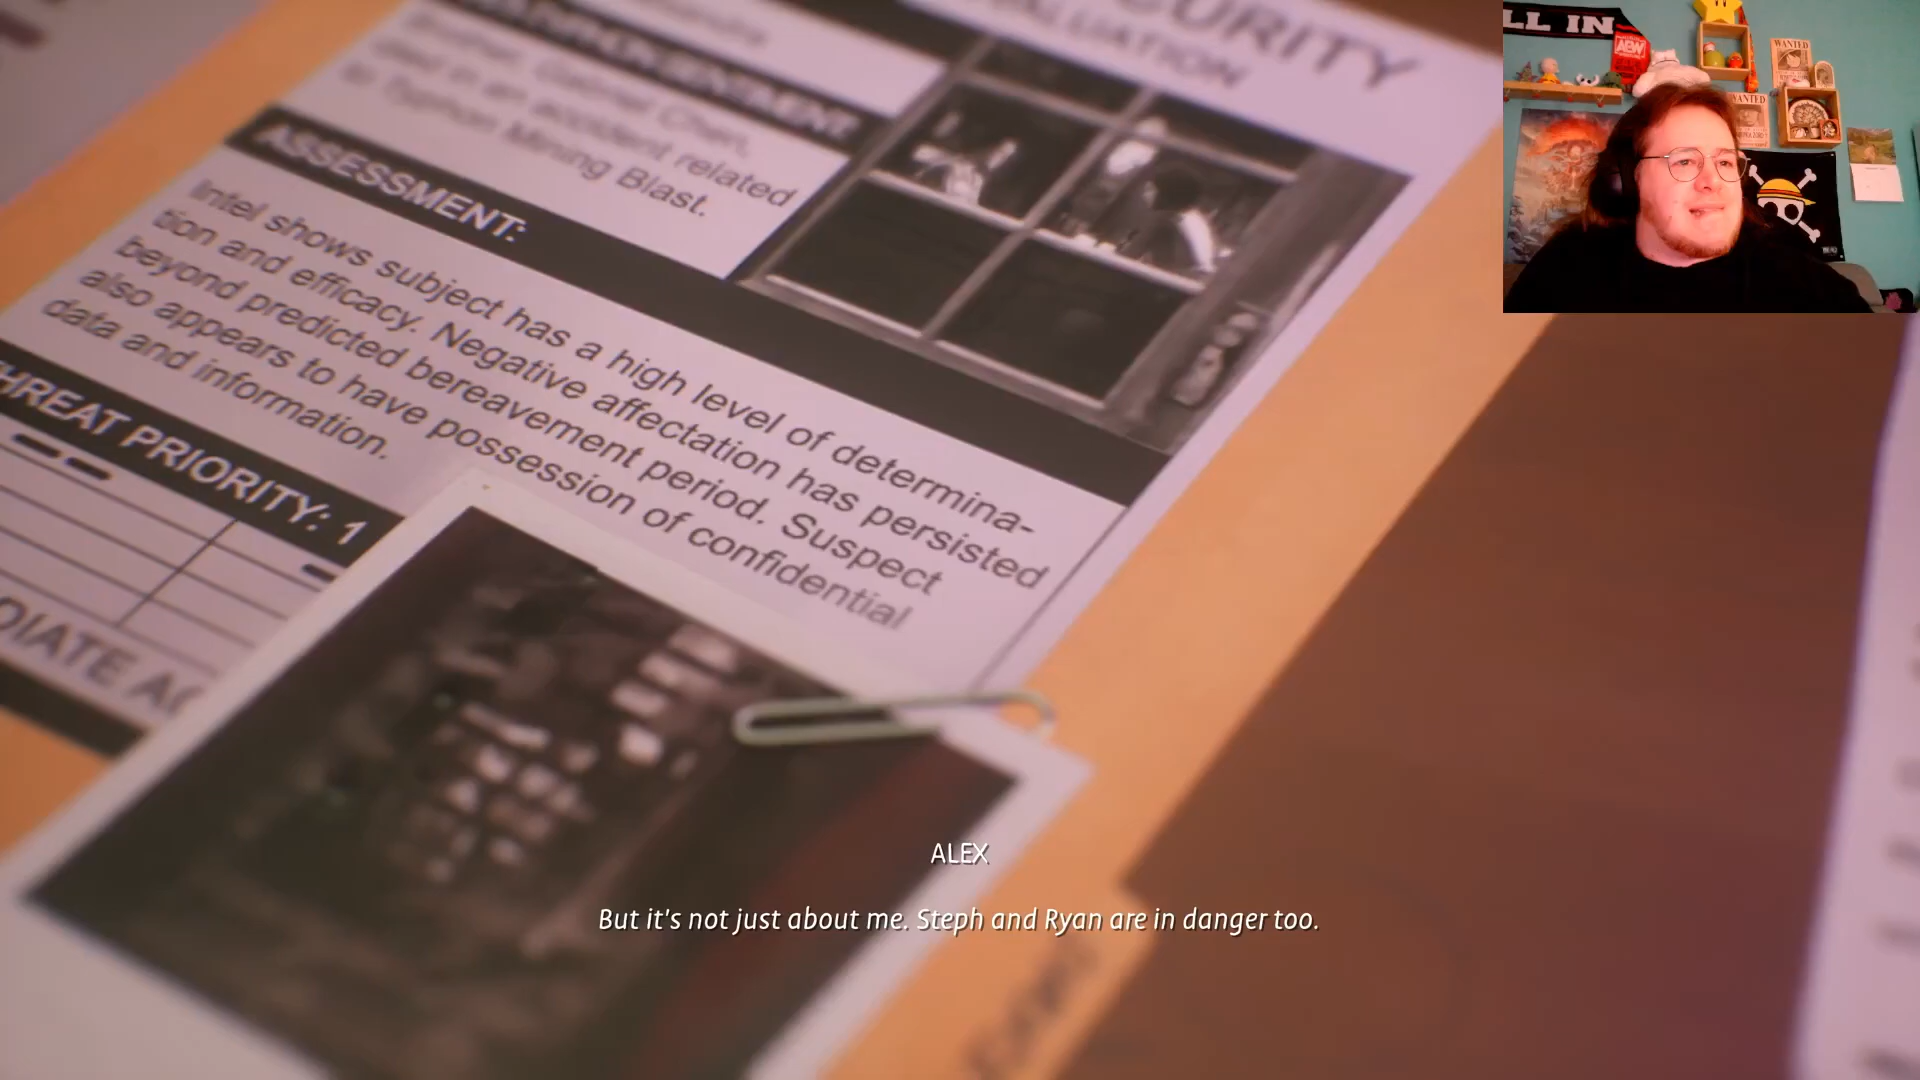 SECURITY
EVALUATION
Brother, Gabriel Chen,
died in an accident related
to Typhon Mining Blast.
ASSESSMENT:
Intel shows subject has a high level of determina-
tion and efficacy. Negative affectation has persisted
beyond predicted bereavement period. Suspect
also appears to have possession of confidential
data and information.
THREAT PRIORITY: 1
DIATE AC
ALEX
But it's not just about me. Steph and Ryan are in danger too.
LL IN
AEW
WANTED
WANTED